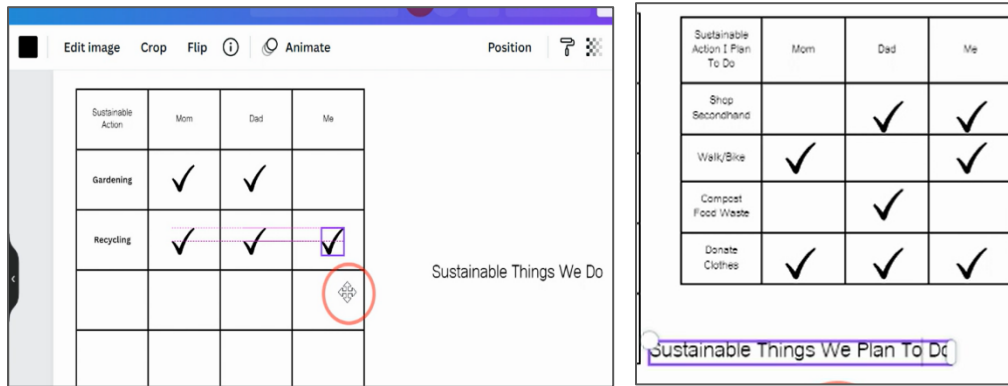 Edit image Crop Flip Animate Position
Sustainable
Action
Mom Dad Me
Gardening
Recycling
Sustainable Things We Do
Sustainable
Action I Plan
To Do
Mom Dad Me
Shop
Secondhand
Walk/Bike
Compost
Food Waste
Donate
Clothes
Sustainable Things We Plan To Do